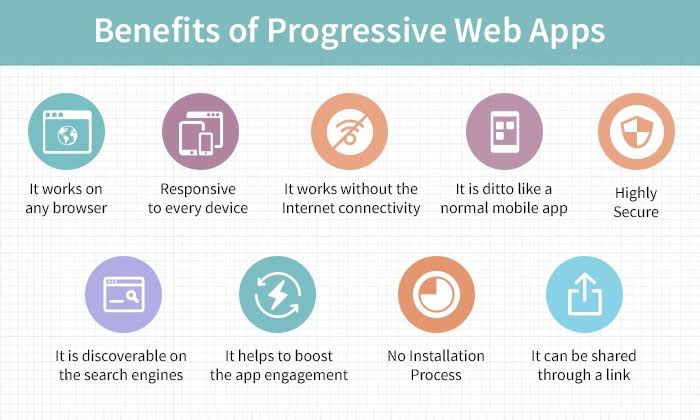 Benefits of Progressive Web Apps
It works on
any browser
Responsive
to every device
It works without the
Internet connectivity
It is ditto like a
normal mobile app
Highly
Secure
It is discoverable on
the search engines
It helps to boost
the app engagement
No Installation
Process
It can be shared
through a link